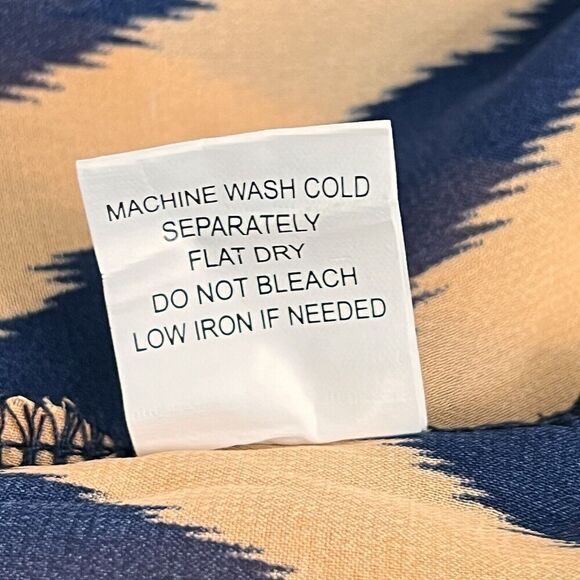 MACHINE WASH COLD
SEPARATELY
FLAT DRY
DO NOT BLEACH
LOW IRON IF NEEDED